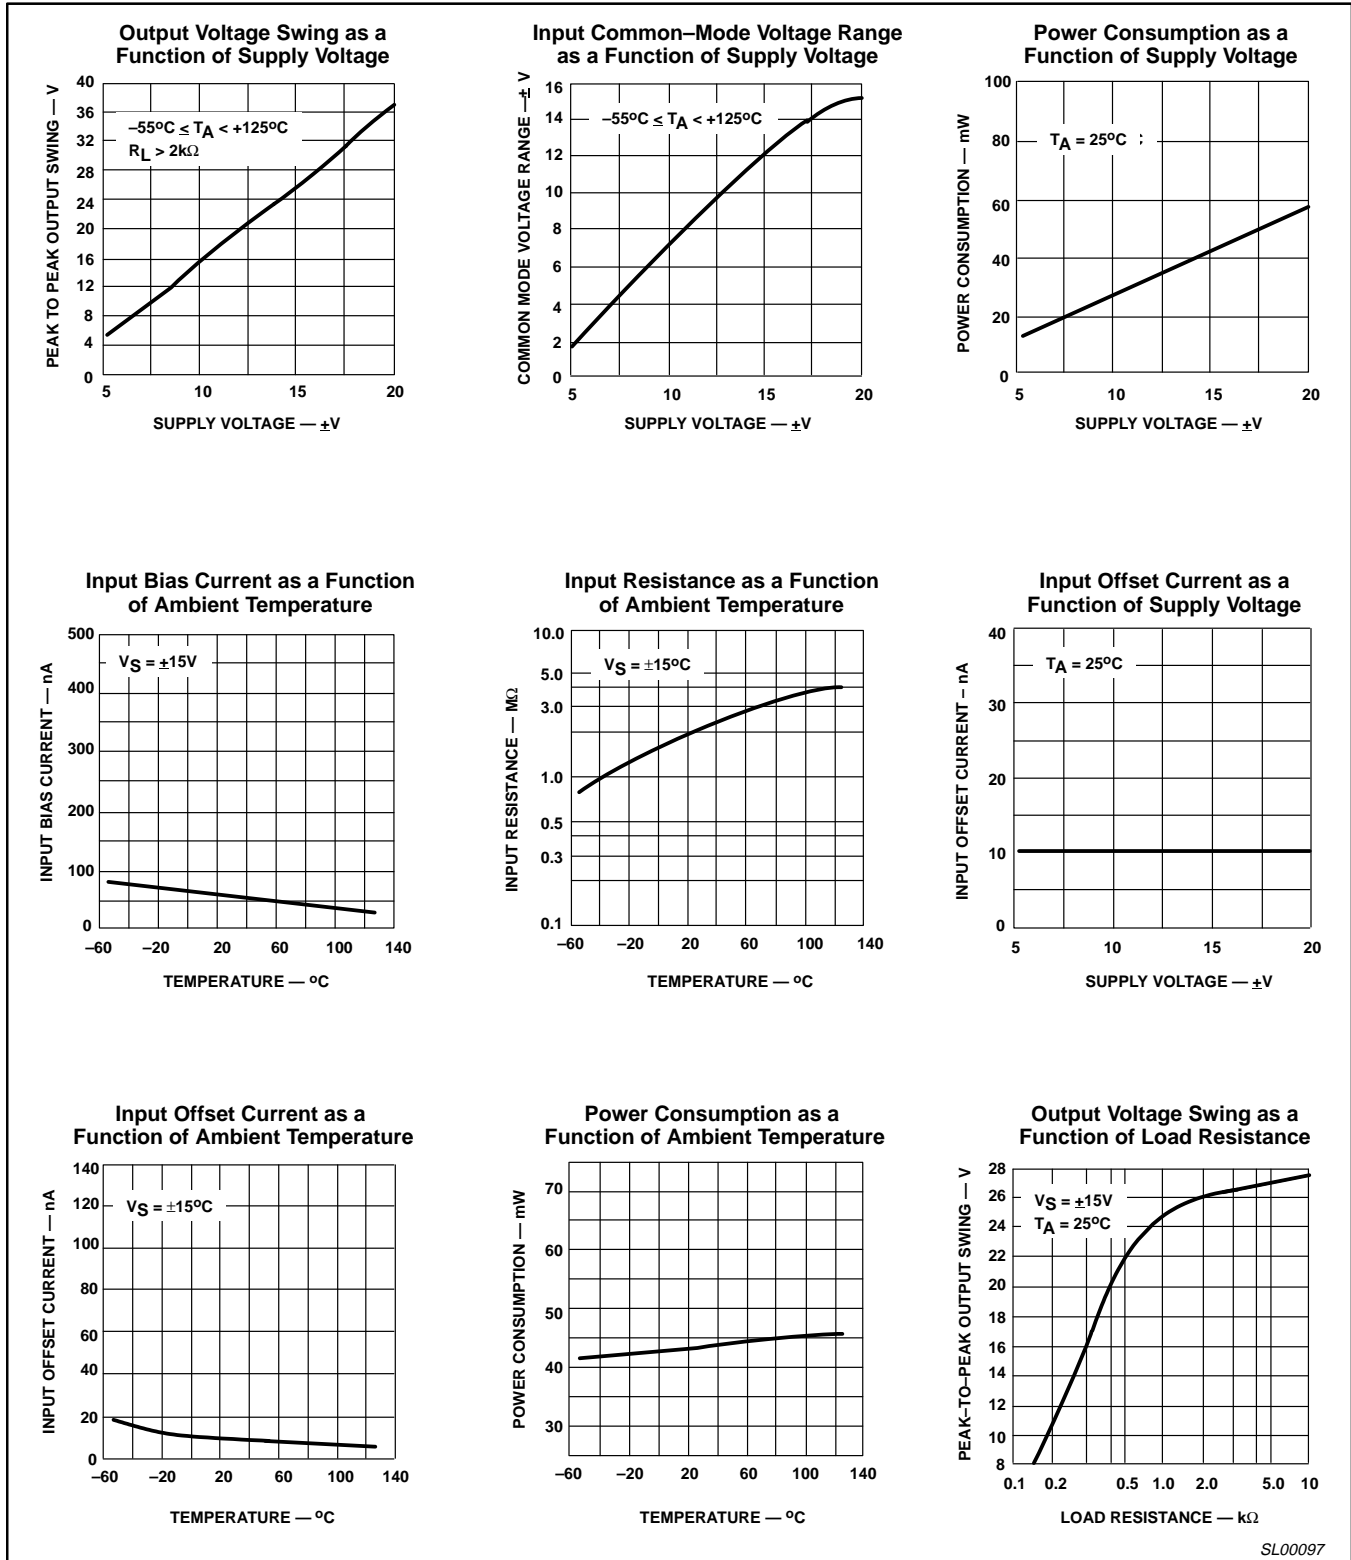 Output Voltage Swing as a
Function of Supply Voltage
PEAK TO PEAK OUTPUT SWING — V
40
36
32
28
24
20
16
12
8
4
0
–55°C ≤ TA < +125°C
RL > 2kΩ
5
10
15
20
SUPPLY VOLTAGE — ±V
Input Common–Mode Voltage Range
as a Function of Supply Voltage
COMMON MODE VOLTAGE RANGE — ± V
16
14
12
10
8
6
4
2
0
–55°C ≤ TA < +125°C
5
10
15
20
SUPPLY VOLTAGE — ±V
Power Consumption as a
Function of Supply Voltage
POWER CONSUMPTION — mW
100
80
60
40
20
0
TA = 25°C
5
10
15
20
SUPPLY VOLTAGE — ±V
Input Bias Current as a Function
of Ambient Temperature
INPUT BIAS CURRENT — nA
500
400
300
200
100
0
VS = ±15V
–60
–20
20
60
100
140
TEMPERATURE — °C
Input Resistance as a Function
of Ambient Temperature
INPUT RESISTANCE — MΩ
10.0
5.0
3.0
1.0
0.5
0.3
0.1
VS = ±15°C
–60
–20
20
60
100
140
TEMPERATURE — °C
Input Offset Current as a
Function of Supply Voltage
INPUT OFFSET CURRENT – nA
40
30
20
10
0
TA = 25°C
5
10
15
20
SUPPLY VOLTAGE — ±V
Input Offset Current as a
Function of Ambient Temperature
INPUT OFFSET CURRENT — nA
140
120
100
80
60
40
20
0
VS = ±15°C
–60
–20
20
60
100
140
TEMPERATURE — °C
Power Consumption as a
Function of Ambient Temperature
POWER CONSUMPTION — mW
70
60
50
40
30
–60
–20
20
60
100
140
TEMPERATURE — °C
Output Voltage Swing as a
Function of Load Resistance
PEAK–TO–PEAK OUTPUT SWING — V
28
26
24
22
20
18
16
14
12
10
8
VS = ±15V
TA = 25°C
0.1
0.2
0.5
1.0
2.0
5.0
10
LOAD RESISTANCE — kΩ
SL00097